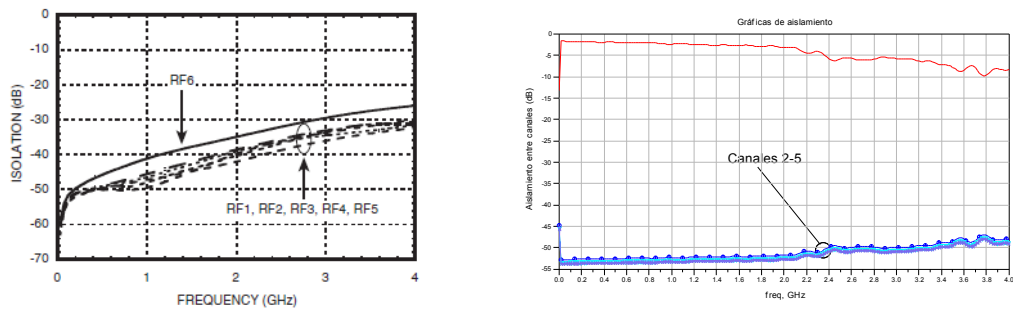 0
-10
-20
-30
-40
-50
-60
-70
ISOLATION (dB)
RF6
RF1, RF2, RF3, RF4, RF5
0 1 2 3 4
FREQUENCY (GHz)
Gráficas de aislamiento
0
-5
-10
-15
-20
-25
-30
-35
-40
-45
-50
-55
Aislamiento entre canales (dB)
Canales 2-5
0.0 0.2 0.4 0.6 0.8 1.0 1.2 1.4 1.6 1.8 2.0 2.2 2.4 2.6 2.8 3.0 3.2 3.4 3.6 3.8 4.0
freq, GHz